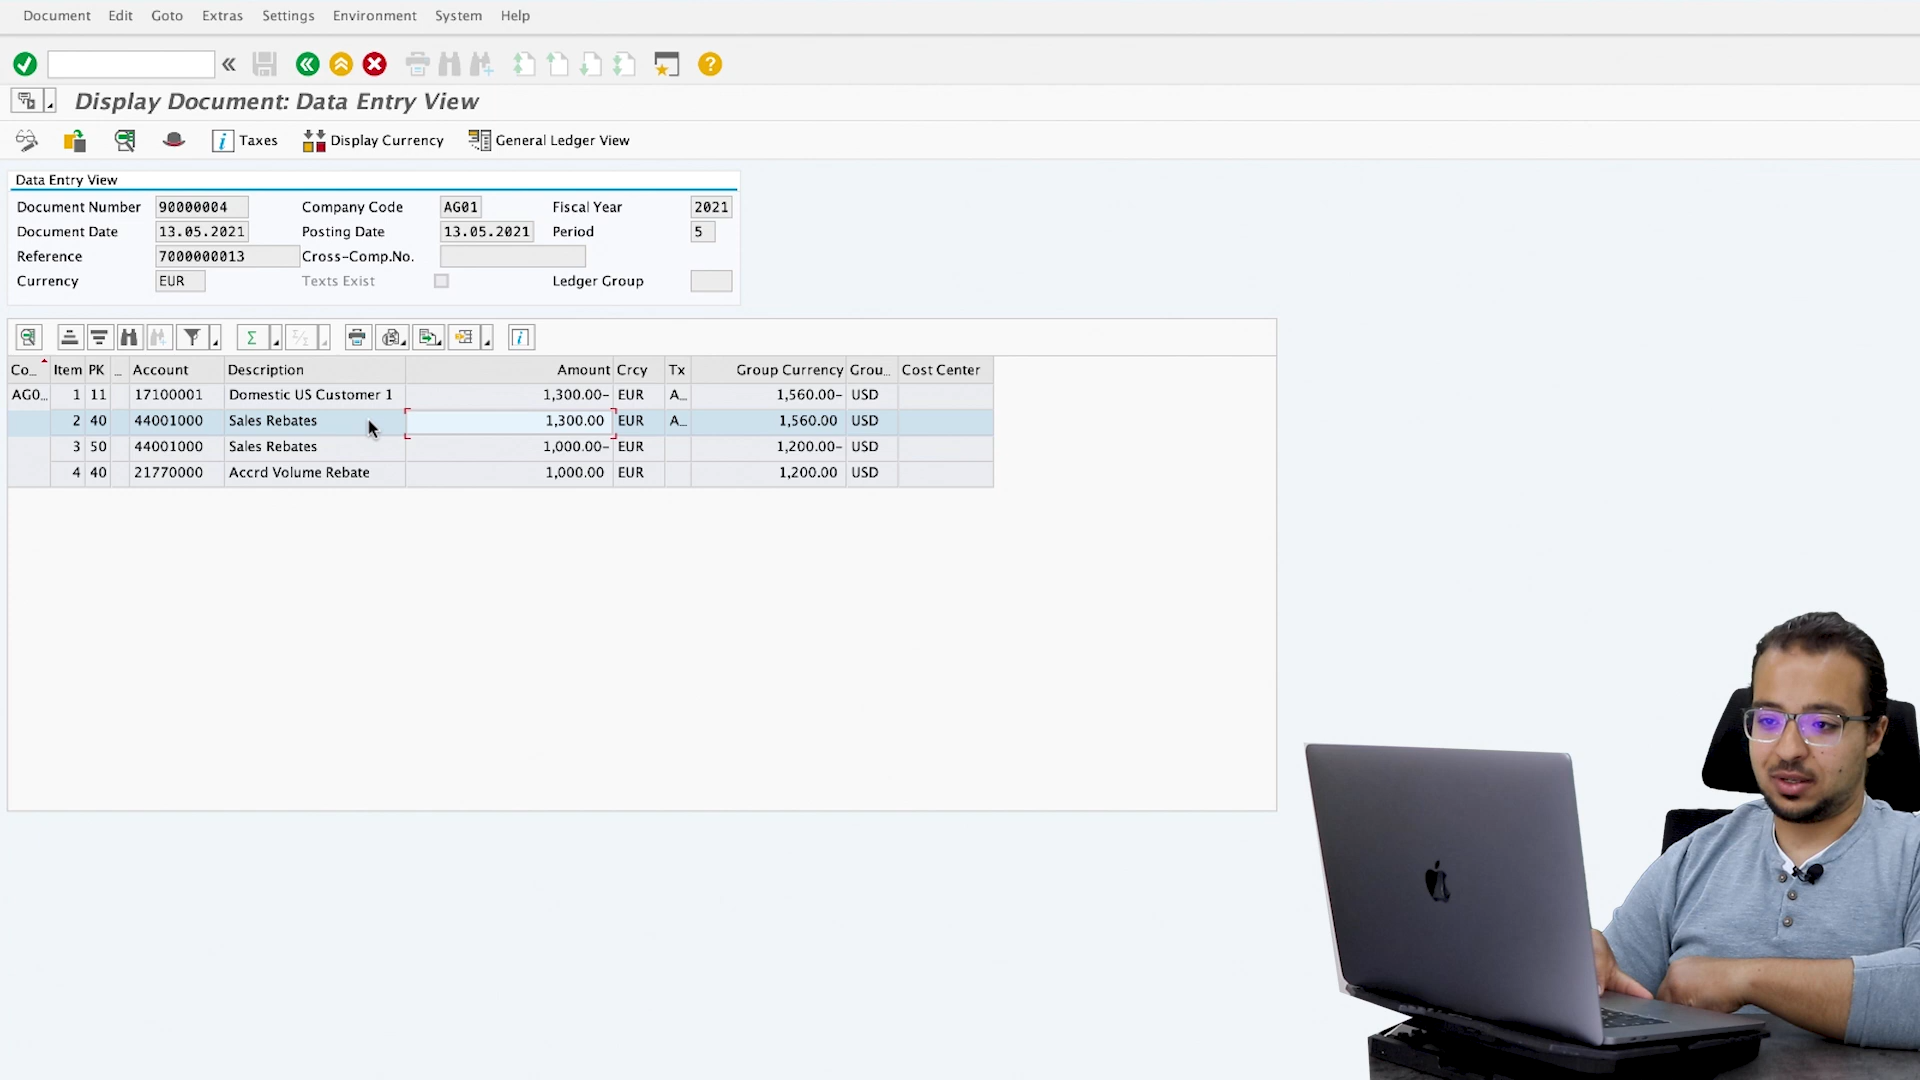 Document Edit Goto Extras Settings Environment System Help
Display Document: Data Entry View
Taxes Display Currency General Ledger View
Data Entry View
Document Number 90000004 Company Code AG01 Fiscal Year 2021
Document Date 13.05.2021 Posting Date 13.05.2021 Period 5
Reference 7000000013 Cross-Comp.No.
Currency EUR Texts Exist Ledger Group
Co... Item PK ... Account Description Amount Crcy Tx Group Currency Grou... Cost Center
AG0... 1 11 17100001 Domestic US Customer 1 1,300.00- EUR A... 1,560.00- USD
2 40 44001000 Sales Rebates 1,300.00 EUR A... 1,560.00 USD
3 50 44001000 Sales Rebates 1,000.00- EUR 1,200.00- USD
4 40 21770000 Accrd Volume Rebate 1,000.00 EUR 1,200.00 USD